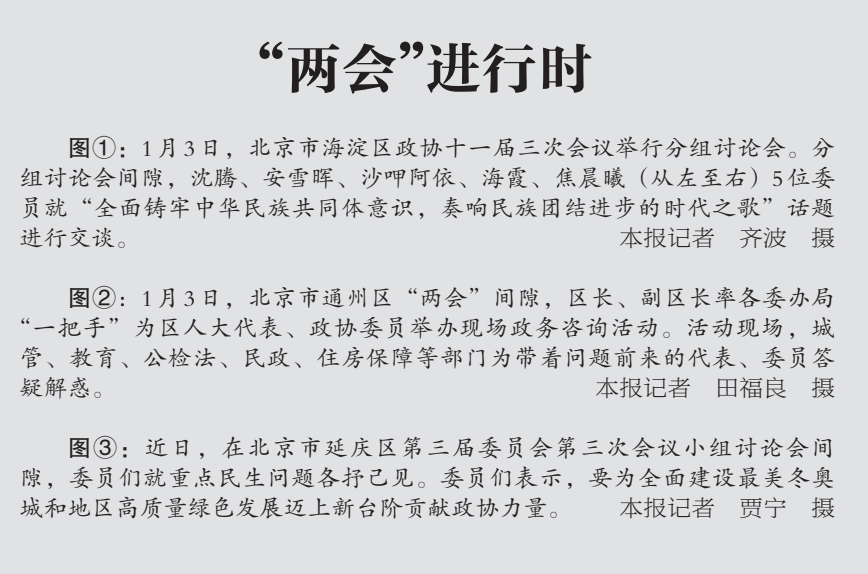 “两会”进行时
图①：1月3日，北京市海淀区政协十一届三次会议举行分组讨论会。分
组讨论会间隙，沈腾、安雪晖、沙呷阿依、海霞、焦晨曦（从左至右）5位委
员就“全面铸牢中华民族共同体意识，奏响民族团结进步的时代之歌”话题
进行交谈。 本报记者 齐波 摄
图②：1月3日，北京市通州区“两会”间隙，区长、副区长率各委办局
“一把手”为区人大代表、政协委员举办现场政务咨询活动。活动现场，城
管、教育、公检法、民政、住房保障等部门为带着问题前来的代表、委员答
疑解惑。 本报记者 田福良 摄
图③：近日，在北京市延庆区第三届委员会第三次会议小组讨论会间
隙，委员们就重点民生问题各抒己见。委员们表示，要为全面建设最美冬奥
城和地区高质量绿色发展迈上新台阶贡献政协力量。 本报记者 贾宁 摄